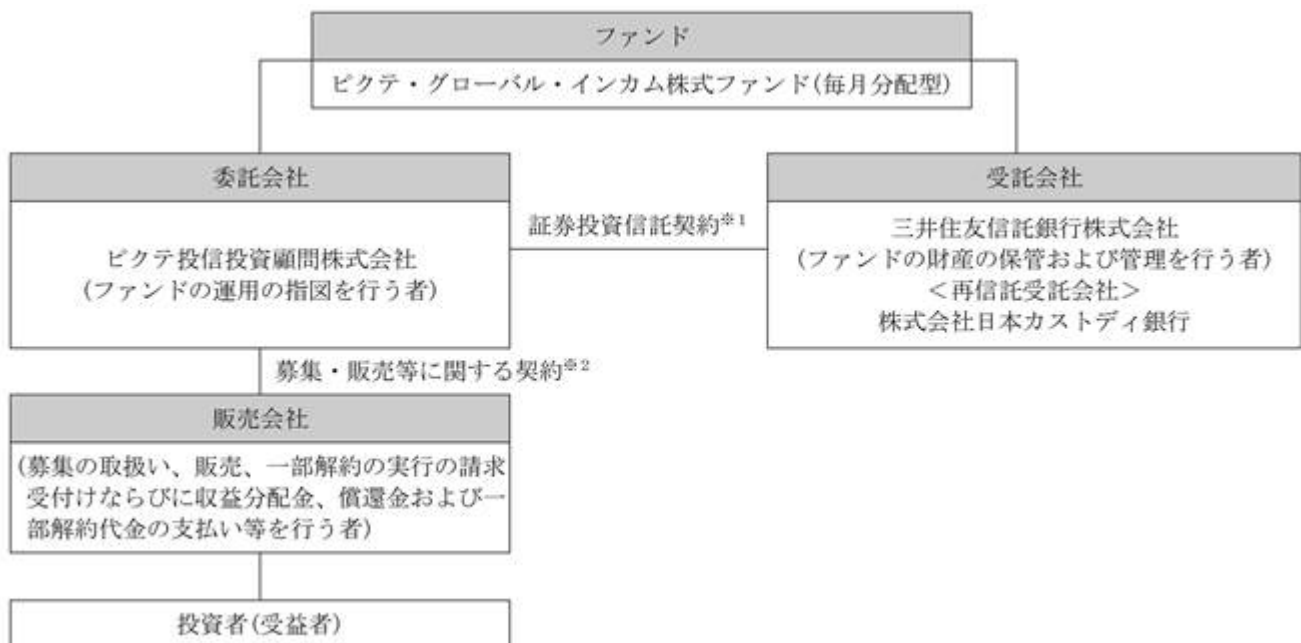 ファンド
ピクテ・グローバル・インカム株式ファンド(毎月分配型)
委託会社
ピクテ投信投資顧問株式会社
(ファンドの運用の指図を行う者)
証券投資信託契約※1
受託会社
三井住友信託銀行株式会社
(ファンドの財産の保管および管理を行う者)
<再信託受託会社>
株式会社日本カストディ銀行
募集・販売等に関する契約※2
販売会社
(募集の取扱い、販売、一部解約の実行の請求
受付けならびに収益分配金、償還金および一
部解約代金の支払い等を行う者)
投資者(受益者)